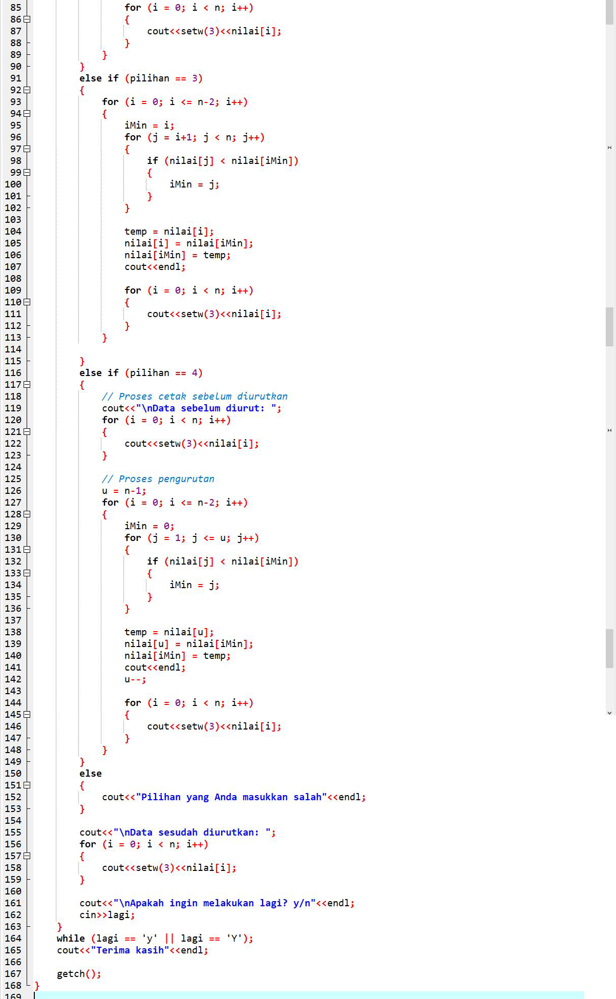 85 for (i = 0; i < n; i++)
86 {
87 cout<<setw(3)<<nilai[i];
88 }
89 }
90 }
91 else if (pilihan == 3)
92 {
93 for (i = 0; i <= n-2; i++)
94 {
95 iMin = i;
96 for (j = i+1; j < n; j++)
97 {
98 if (nilai[j] < nilai[iMin])
99 {
100 iMin = j;
101 }
102 }
103
104 temp = nilai[i];
105 nilai[i] = nilai[iMin];
106 nilai[iMin] = temp;
107 cout<<endl;
108
109 for (i = 0; i < n; i++)
110 {
111 cout<<setw(3)<<nilai[i];
112 }
113 }
114
115 }
116 else if (pilihan == 4)
117 {
118 // Proses cetak sebelum diurutkan
119 cout<<"\nData sebelum diurut: ";
120 for (i = 0; i < n; i++)
121 {
122 cout<<setw(3)<<nilai[i];
123 }
124
125 // Proses pengurutan
126 u = n-1;
127 for (i = 0; i <= n-2; i++)
128 {
129 iMin = 0;
130 for (j = 1; j <= u; j++)
131 {
132 if (nilai[j] < nilai[iMin])
133 {
134 iMin = j;
135 }
136 }
137
138 temp = nilai[u];
139 nilai[u] = nilai[iMin];
140 nilai[iMin] = temp;
141 cout<<endl;
142 u--;
143
144 for (i = 0; i < n; i++)
145 {
146 cout<<setw(3)<<nilai[i];
147 }
148 }
149 }
150 else
151 {
152 cout<<"Pilihan yang Anda masukkan salah"<<endl;
153 }
154
155 cout<<"\nData sesudah diurutkan: ";
156 for (i = 0; i < n; i++)
157 {
158 cout<<setw(3)<<nilai[i];
159 }
160
161 cout<<"\nApakah ingin melakukan lagi? y/n"<<endl;
162 cin>>lagi;
163 }
164 while (lagi == 'y' || lagi == 'Y');
165 cout<<"Terima kasih"<<endl;
166
167 getch();
168 }
169